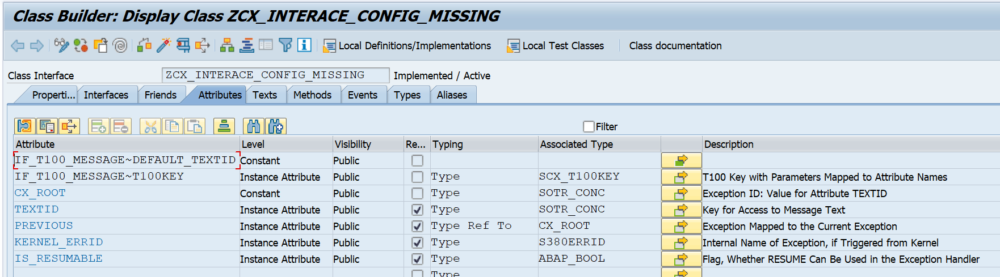 Class Builder: Display Class ZCX_INTERACE_CONFIG_MISSING
Local Definitions/Implementations Local Test Classes Class documentation
Class Interface ZCX_INTERACE_CONFIG_MISSING Implemented / Active
Properti... Interfaces Friends Attributes Texts Methods Events Types Aliases
Filter
Attribute Level Visibility Re... Typing Associated Type Description
IF_T100_MESSAGE~DEFAULT_TEXTID Constant Public
IF_T100_MESSAGE~T100KEY Instance Attribute Public Type SCX_T100KEY T100 Key with Parameters Mapped to Attribute Names
CX_ROOT Constant Public Type SOTR_CONC Exception ID: Value for Attribute TEXTID
TEXTID Instance Attribute Public Type SOTR_CONC Key for Access to Message Text
PREVIOUS Instance Attribute Public Type Ref To CX_ROOT Exception Mapped to the Current Exception
KERNEL_ERRID Instance Attribute Public Type S380ERRID Internal Name of Exception, if Triggered from Kernel
IS_RESUMABLE Instance Attribute Public Type ABAP_BOOL Flag, Whether RESUME Can Be Used in the Exception Handler
Type